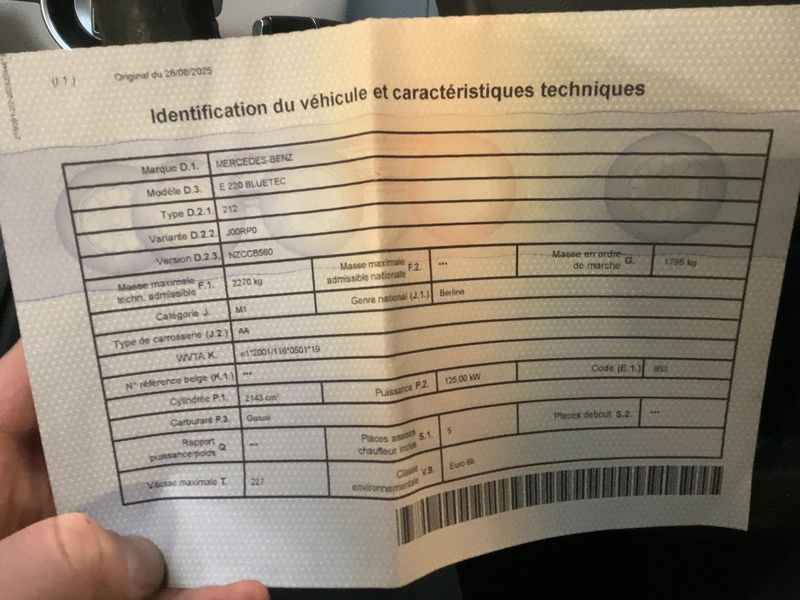 (I 1) Original du 26/08/2025
Identification du véhicule et caractéristiques techniques
Marque D.1. MERCEDES-BENZ
Modèle D.3. E 220 BLUETEC
Type D.2.1. 212
Variante D.2.2. J00RP0
Version D.2.3. NZCCB560
Masse maximale
techn. admissible F.1. 2270 kg
Masse maximale
admissible nationale F.2. ***
Masse en ordre
de marche G. 1795 kg
Catégorie J. M1 Genre national (J.1.) Berline
Type de carrosserie (J.2.) AA
WVTA K. e1*2001/116*0501*19
N° référence belge (K.1.) ***
Cylindrée P.1. 2143 cm³ Puissance P.2. 125,00 kW Code (E.1.) 953
Carburant P.3. Gasoil
Rapport
puissance/poids Q ***
Places assises
chauffeur inclus S.1. 5
Places debout S.2. ***
Vitesse maximale T. 227
Classe
environnementale V.9. Euro 6b